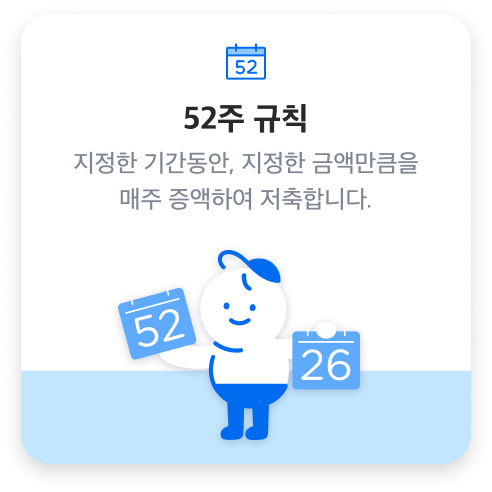 52
52주 규칙
지정한 기간동안, 지정한 금액만큼을
매주 증액하여 저축합니다.
52
26